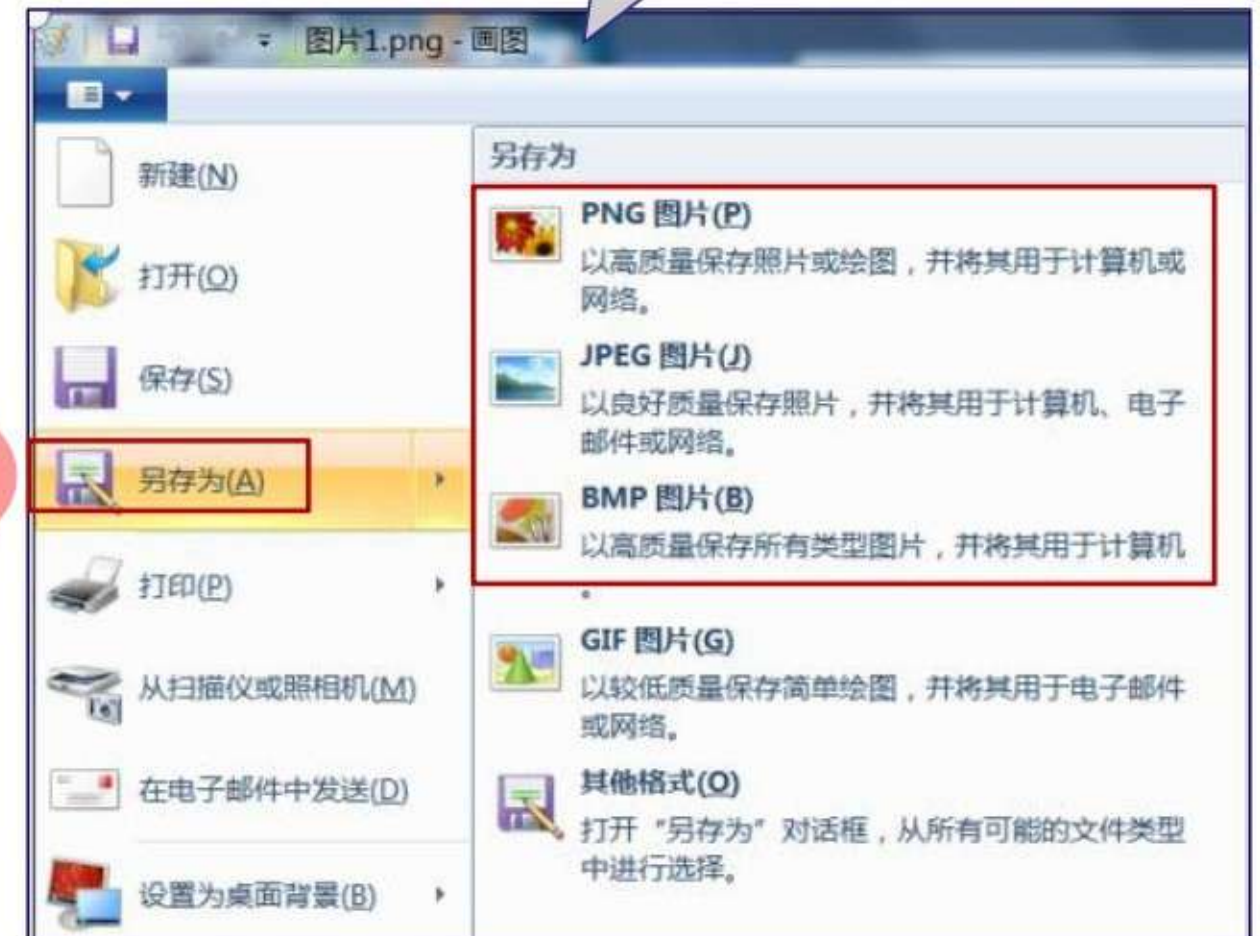 图片1.png - 画图
新建(N)
打开(O)
保存(S)
另存为(A)
打印(P)
从扫描仪或照相机(M)
在电子邮件中发送(D)
设置为桌面背景(B)
另存为
PNG 图片(P)
以高质量保存照片或绘图，并将其用于计算机或
网络。
JPEG 图片(J)
以良好质量保存照片，并将其用于计算机、电子
邮件或网络。
BMP 图片(B)
以高质量保存所有类型图片，并将其用于计算机
。
GIF 图片(G)
以较低质量保存简单绘图，并将其用于电子邮件
或网络。
其他格式(O)
打开“另存为”对话框，从所有可能的文件类型
中进行选择。